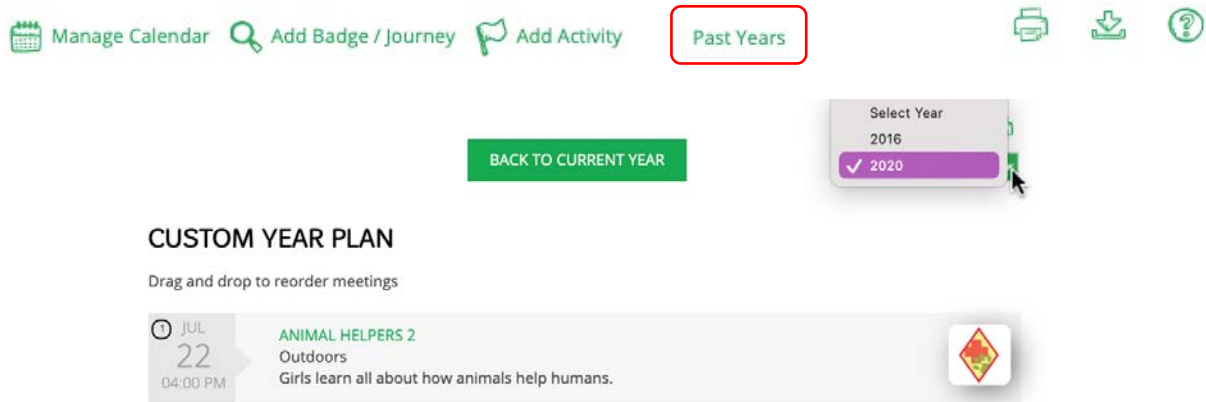 Manage Calendar Add Badge / Journey Add Activity Past Years
Select Year
2016
✓ 2020
BACK TO CURRENT YEAR
CUSTOM YEAR PLAN
Drag and drop to reorder meetings
1 JUL
22
04:00 PM
ANIMAL HELPERS 2
Outdoors
Girls learn all about how animals help humans.